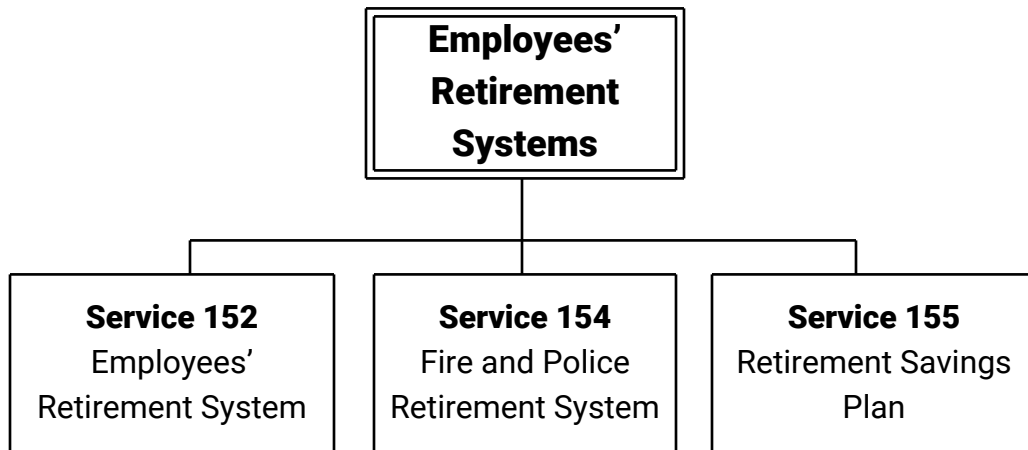 Employees’
Retirement
Systems
Service 152
Employees’
Retirement System
Service 154
Fire and Police
Retirement System
Service 155
Retirement Savings
Plan